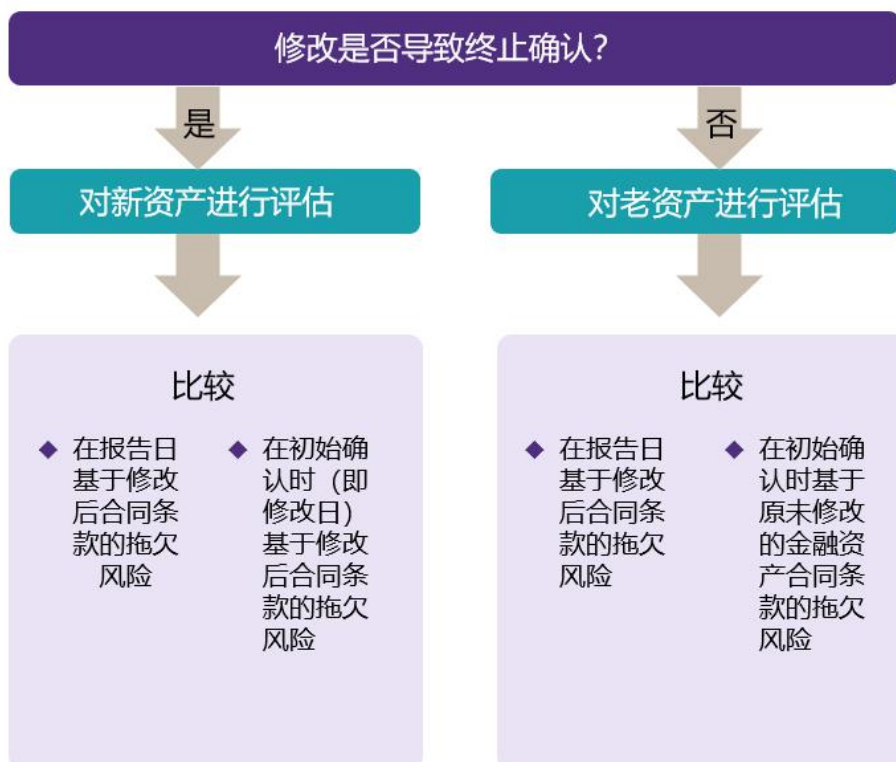 修改是否导致终止确认？
是
否
对新资产进行评估
对老资产进行评估
比较
◆ 在报告日
基于修改
后合同条
款的拖欠
风险
◆ 在初始确
认时（即
修改日）
基于修改
后合同条
款的拖欠
风险
比较
◆ 在报告日
基于修改
后合同条
款的拖欠
风险
◆ 在初始确
认时基于
原未修改
的金融资
产合同条
款的拖欠
风险